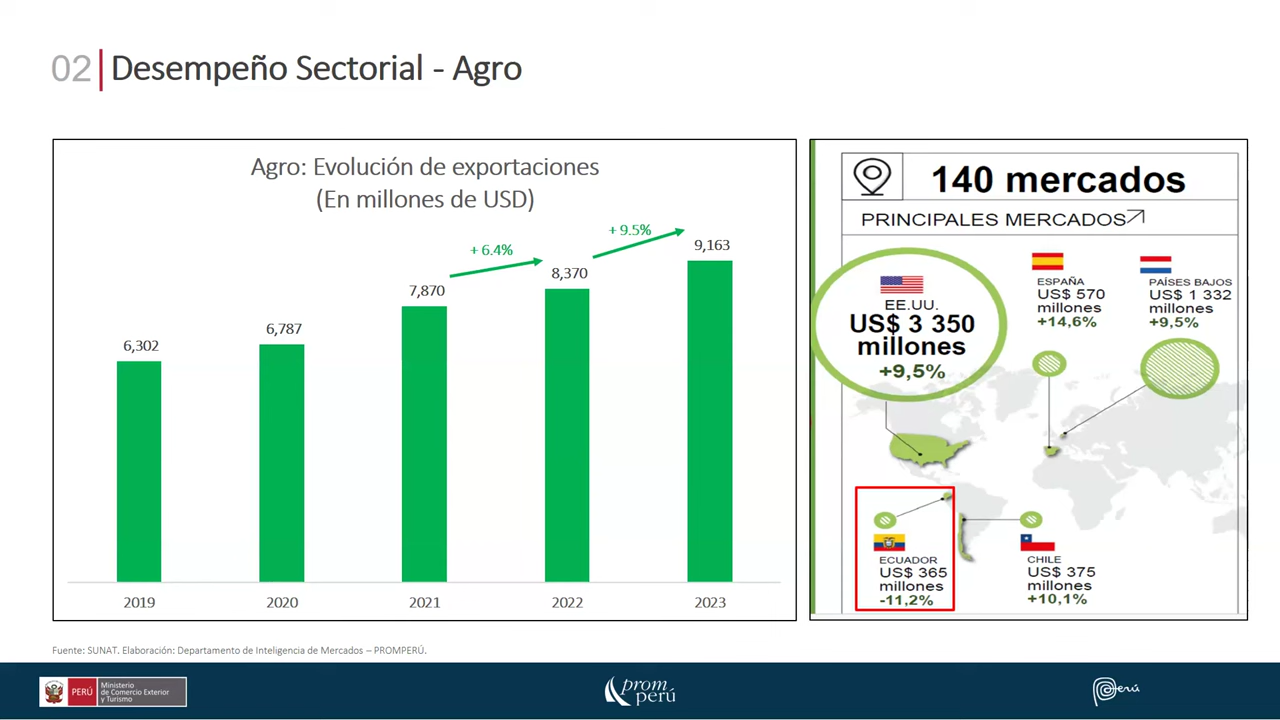 02 Desempeño Sectorial - Agro
Agro: Evolución de exportaciones
(En millones de USD)
+ 6.4%
+ 9.5%
6,302
6,787
7,870
8,370
9,163
2019
2020
2021
2022
2023
140 mercados
PRINCIPALES MERCADOS
EE.UU.
US$ 3 350
millones
+9,5%
ESPAÑA
US$ 570
millones
+14,6%
PAÍSES BAJOS
US$ 1 332
millones
+9,5%
ECUADOR
US$ 365
millones
-11,2%
CHILE
US$ 375
millones
+10,1%
Fuente: SUNAT. Elaboración: Departamento de Inteligencia de Mercados – PROMPERÚ.
PERÚ
Ministerio
de Comercio Exterior
y Turismo
prom
perú
Perú